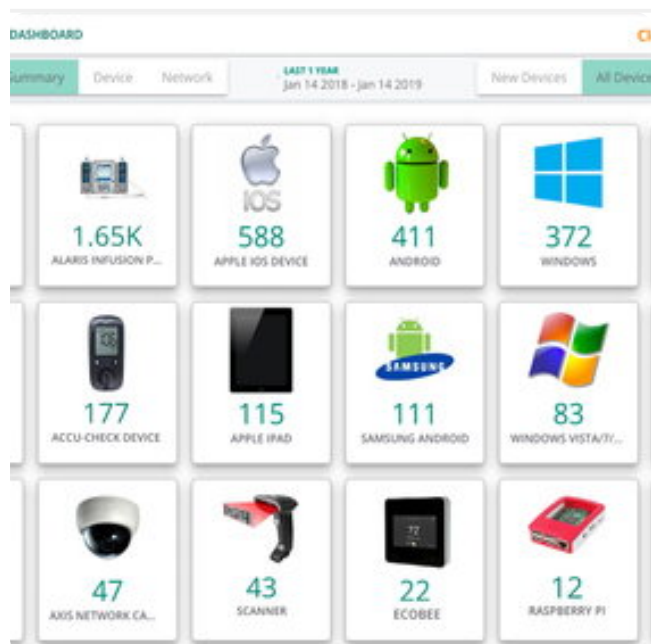 DASHBOARD
Summary Device Network LAST 1 YEAR New Devices All Device
Jan 14 2018 - Jan 14 2019
IOS
1.65K 588 411 372
ALARIS INFUSION P... APPLE IOS DEVICE ANDROID WINDOWS
SAMSUNG
177 115 111 83
ACCU-CHECK DEVICE APPLE IPAD SAMSUNG ANDROID WINDOWS VISTA/7/...
72
47 43 22 12
AXIS NETWORK CA... SCANNER ECOBEE RASPBERRY PI